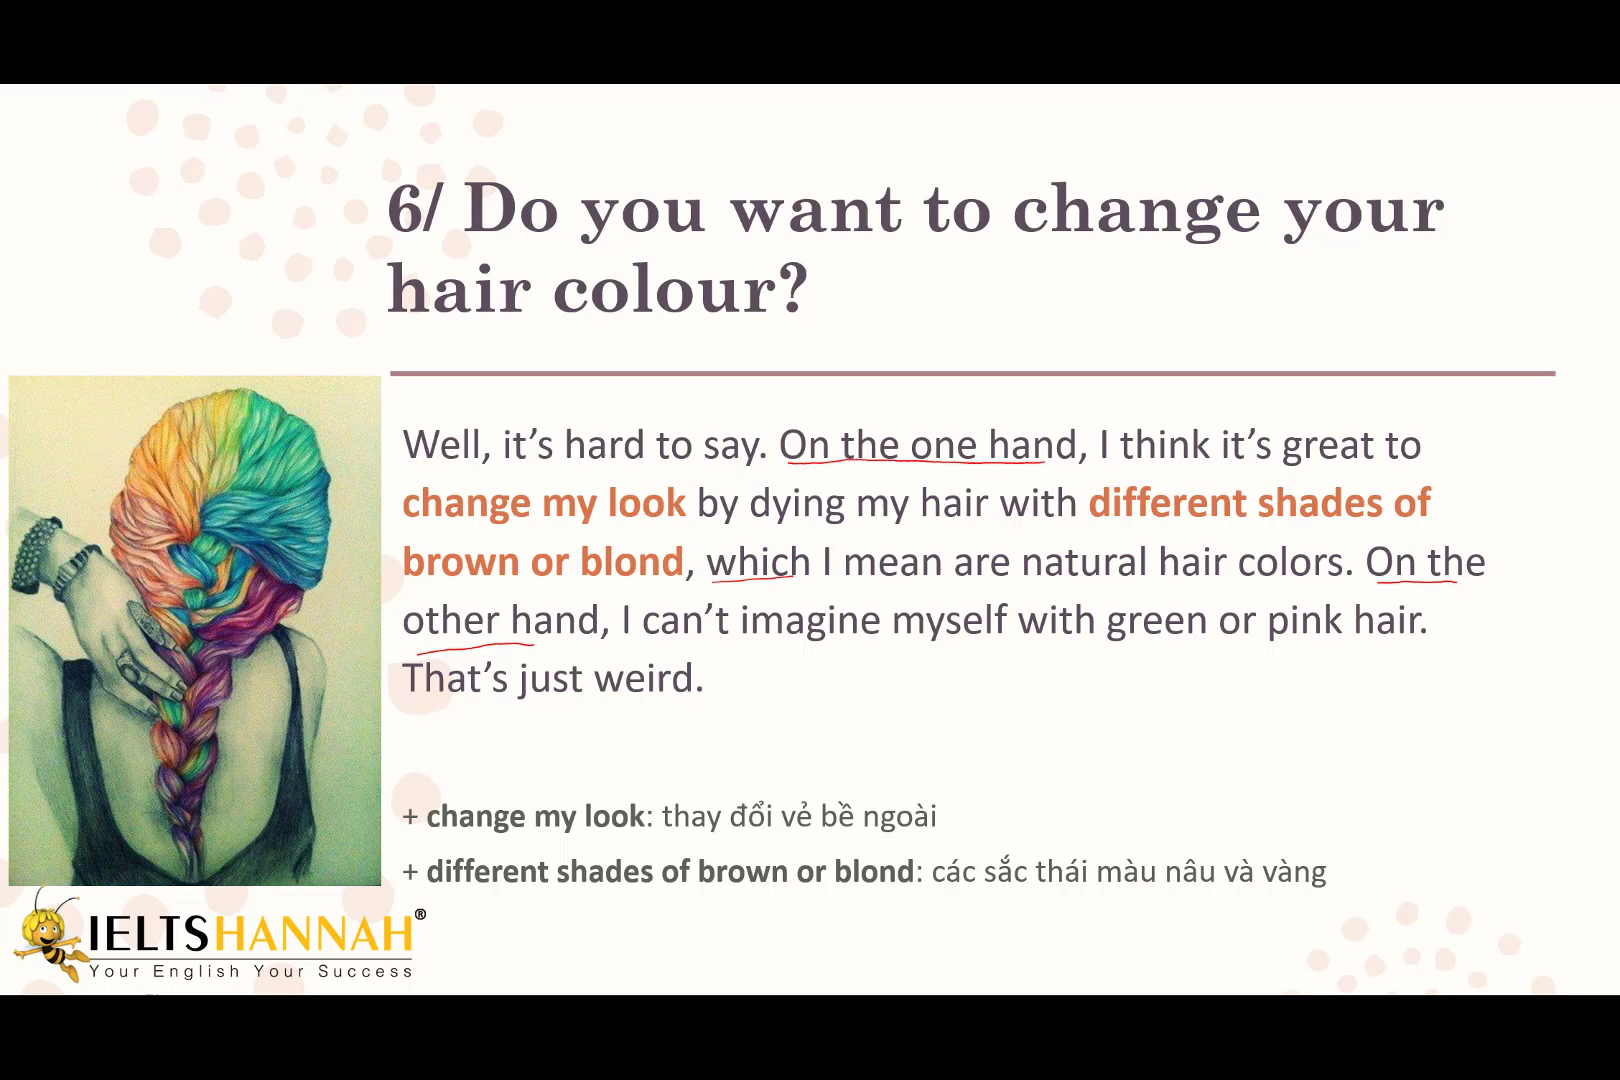 6/ Do you want to change your
hair colour?
Well, it’s hard to say. On the one hand, I think it’s great to
change my look by dying my hair with different shades of
brown or blond, which I mean are natural hair colors. On the
other hand, I can’t imagine myself with green or pink hair.
That’s just weird.
+ change my look: thay đổi vẻ bề ngoài
+ different shades of brown or blond: các sắc thái màu nâu và vàng
IELTSHANNAH®
Your English Your Success